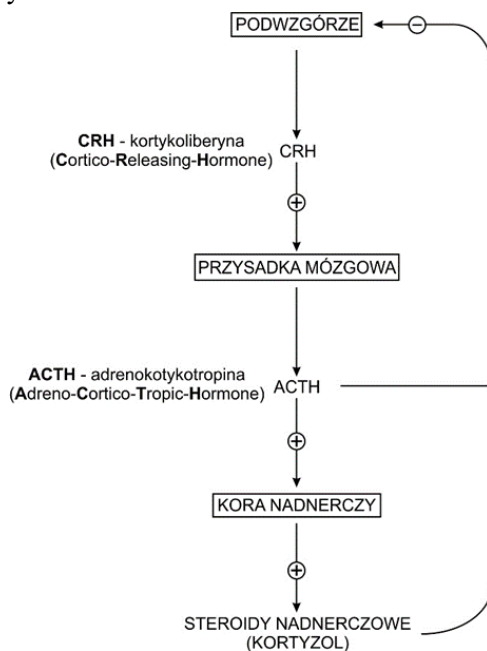 PODWZGÓRZE
CRH - kortykoliberyna
(Cortico-Releasing-Hormone)
CRH
PRZYSADKA MÓZGOWA
ACTH - adrenokotykotropina
(Adreno-Cortico-Tropic-Hormone)
ACTH
KORA NADNERCZY
STEROIDY NADNERCZOWE
(KORTYZOL)